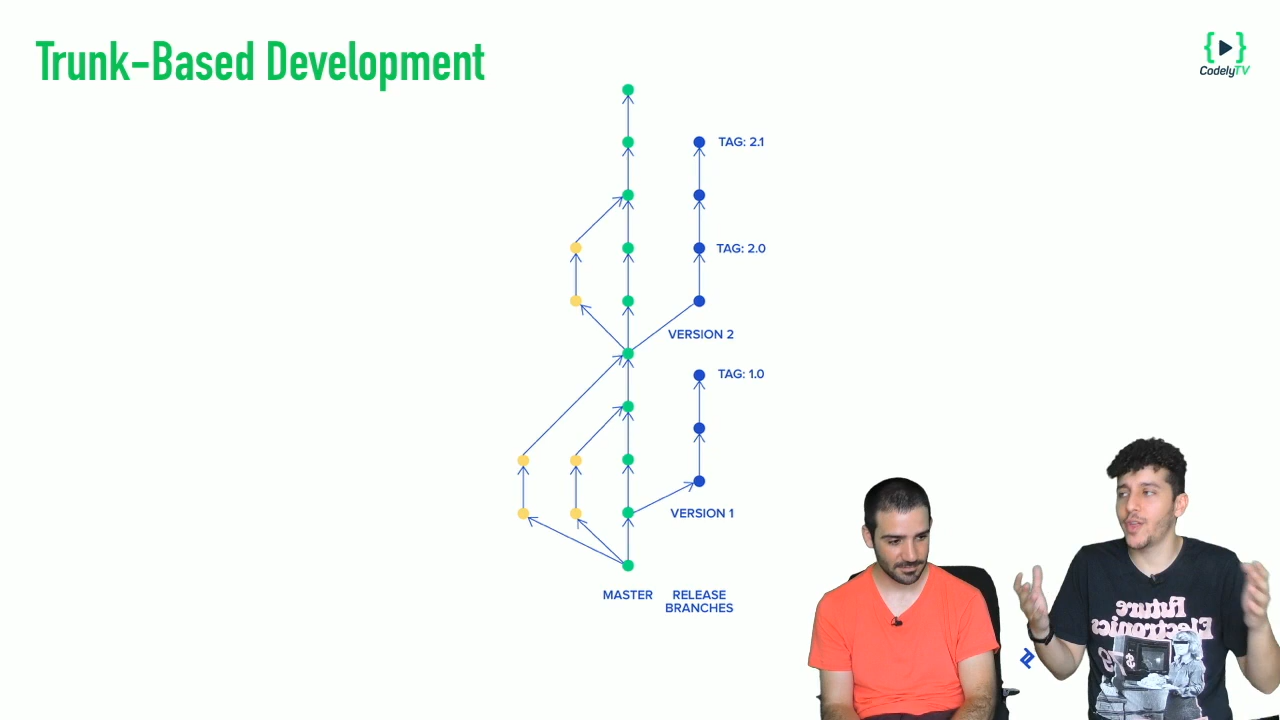 Trunk-Based Development
CodelyTV
TAG: 2.1
TAG: 2.0
VERSION 2
TAG: 1.0
VERSION 1
MASTER
RELEASE
BRANCHES
Future
Electronics